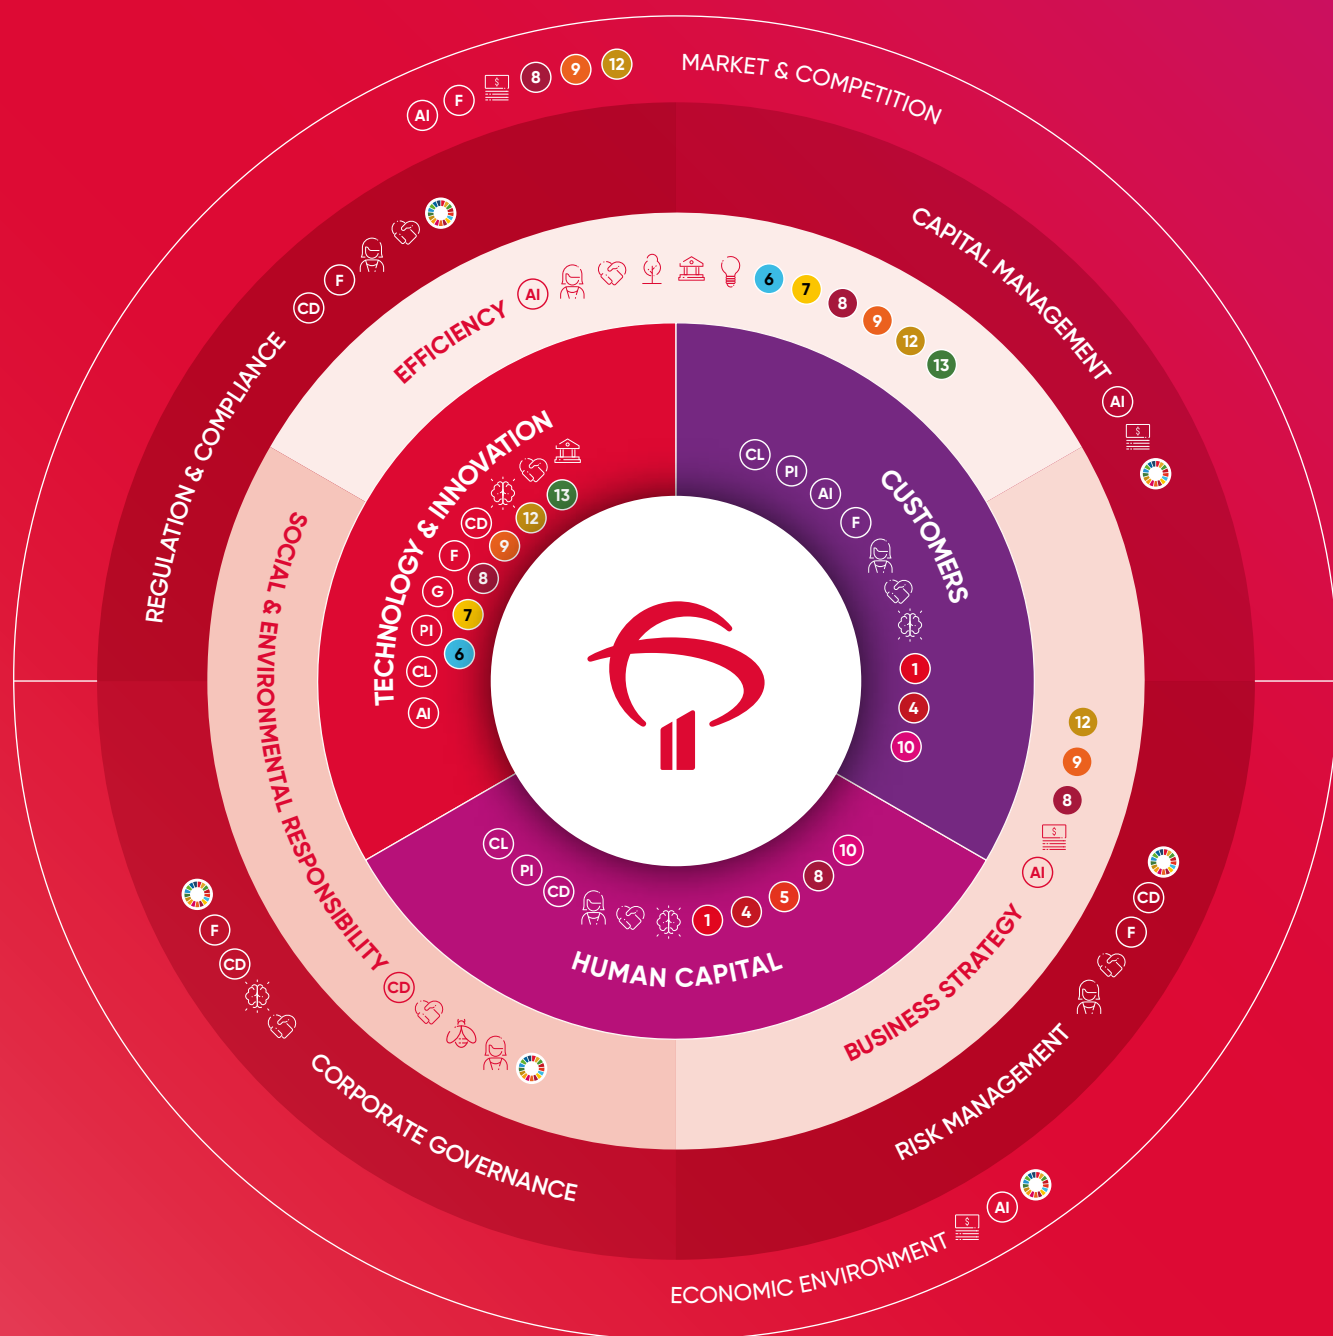 AI F $ 8 9 12
MARKET & COMPETITION
REGULATION & COMPLIANCE CD F
CAPITAL MANAGEMENT AI $
EFFICIENCY AI 6 7 8 9 12 13
TECHNOLOGY & INNOVATION
AI CL PI G F CD
6 7 8 9 12 13
CUSTOMERS
CL PI AI F 1 4 10
SOCIAL & ENVIRONMENTAL RESPONSIBILITY CD
HUMAN CAPITAL
CL PI CD 1 4 5 8 10
BUSINESS STRATEGY AI $ 8 9 12
F CD
CORPORATE GOVERNANCE
RISK MANAGEMENT F CD
ECONOMIC ENVIRONMENT $ AI